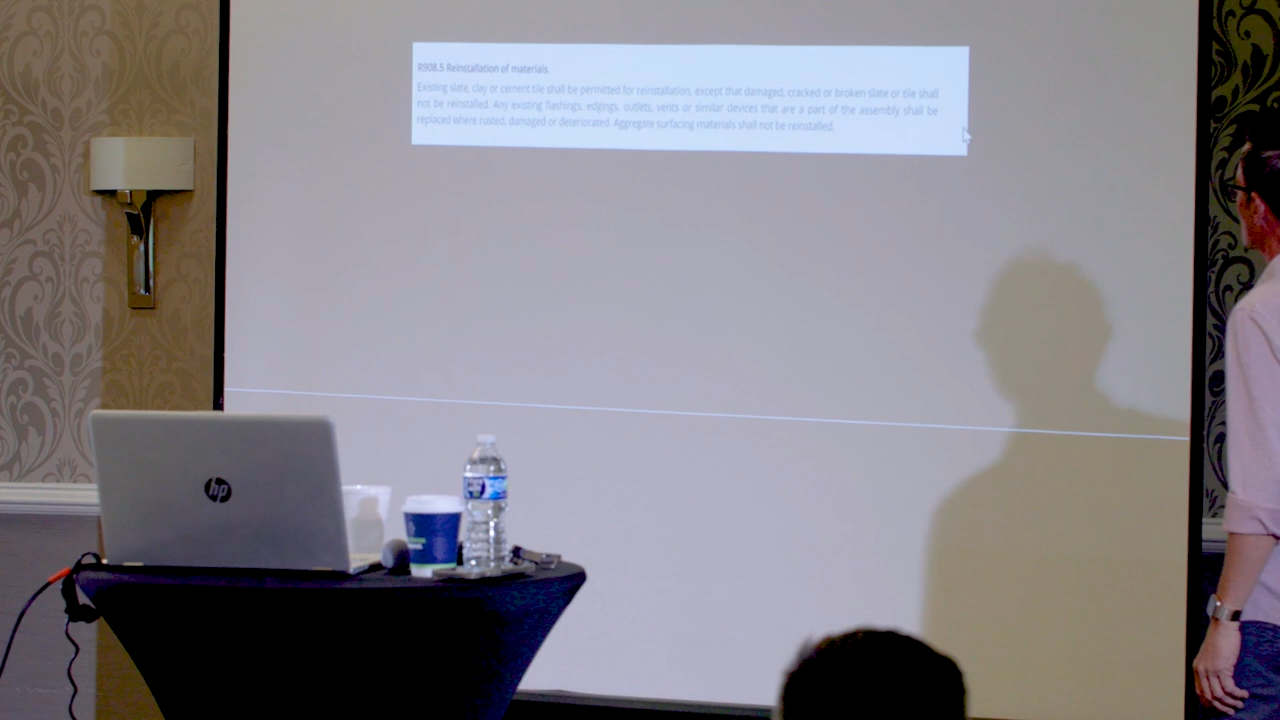 R908.5 Reinstallation of materials.
Existing slate, clay or cement tile shall be permitted for reinstallation, except that damaged, cracked or broken slate or tile shall
not be reinstalled. Any existing flashings, edgings, outlets, vents or similar devices that are a part of the assembly shall be
replaced where rusted, damaged or deteriorated. Aggregate surfacing materials shall not be reinstalled.
hp